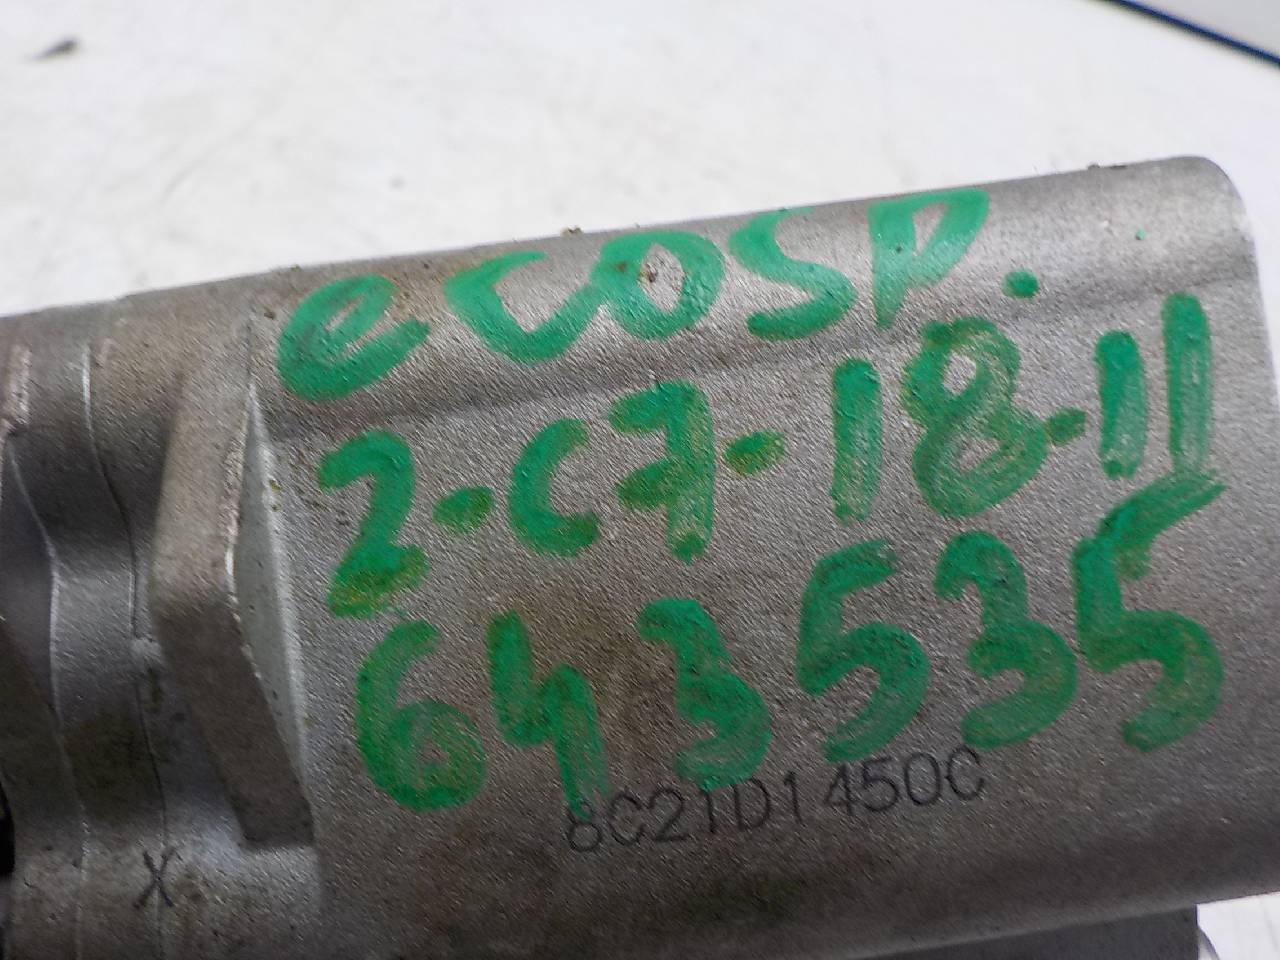 ecosp.
2-C7-18-11
643535
8C21D1450C
X